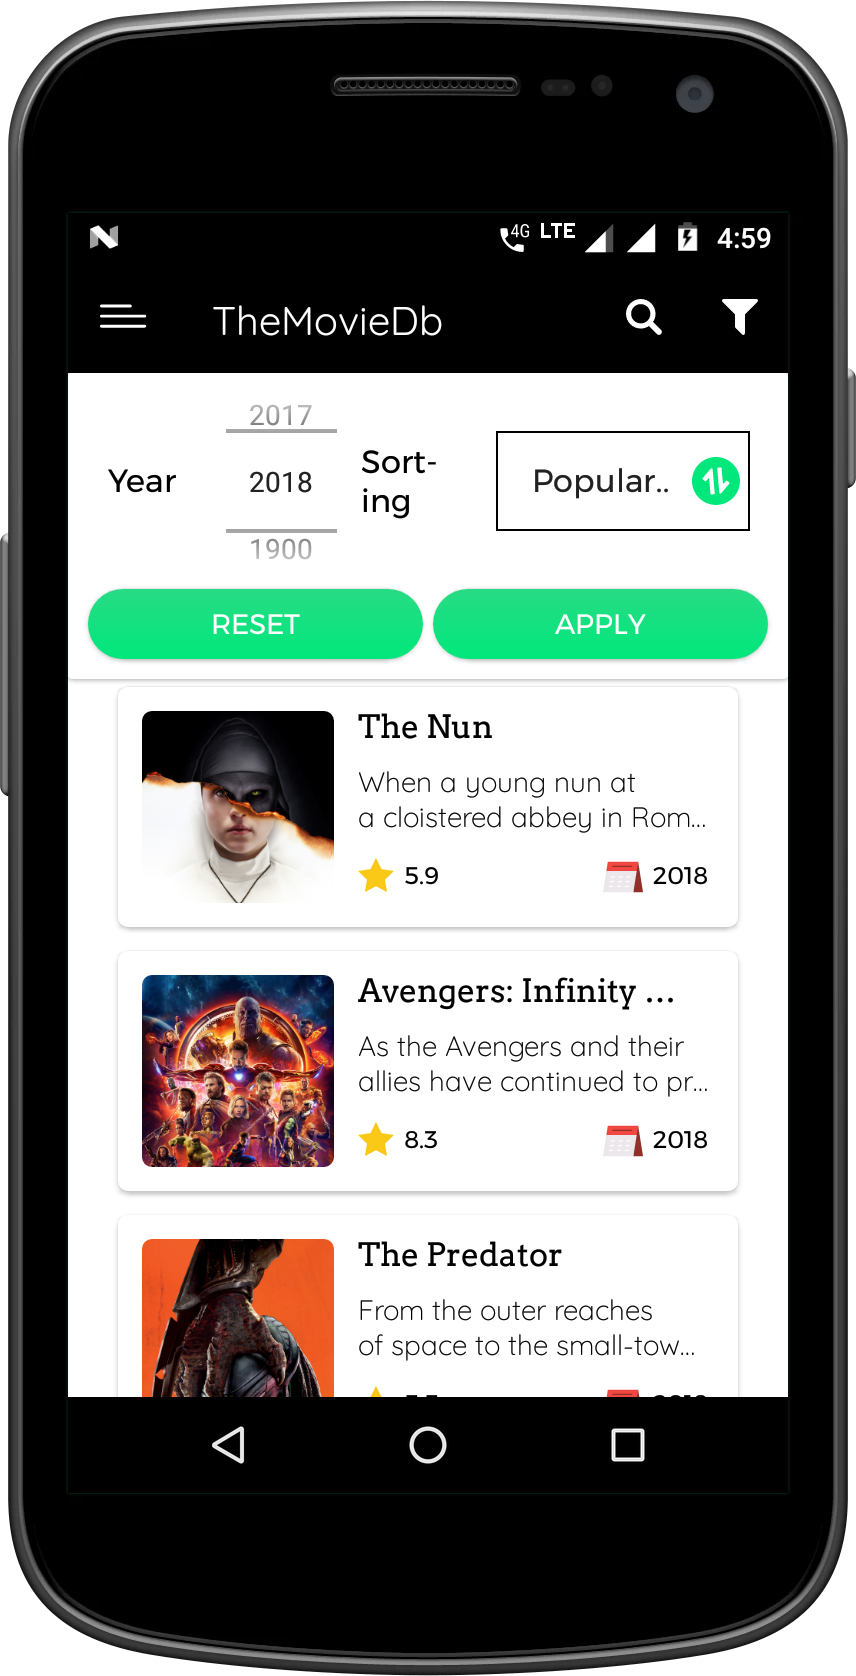 4G LTE 4:59
TheMovieDb
2017
Year 2018 Sort-
ing Popular..
1900
RESET APPLY
The Nun
When a young nun at
a cloistered abbey in Rom...
5.9 2018
Avengers: Infinity ...
As the Avengers and their
allies have continued to pr...
8.3 2018
The Predator
From the outer reaches
of space to the small-tow...